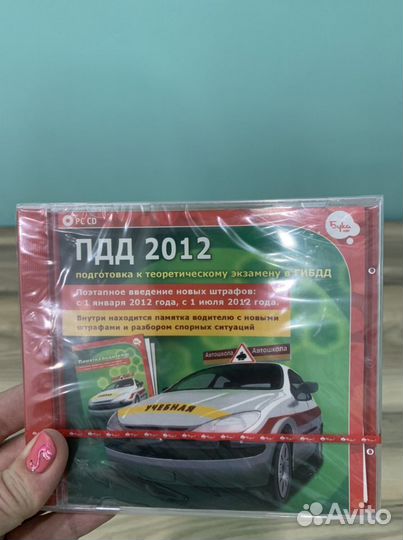 PC CD
Бука
ПДД 2012
подготовка к теоретическому экзамену в ГИБДД
Поэтапное введение новых штрафов:
с 1 января 2012 года, с 1 июля 2012 года.
Внутри находится памятка водителю с новыми
штрафами и разбором спорных ситуаций
Автошкола Автошкола
УЧЕБНАЯ
Avito